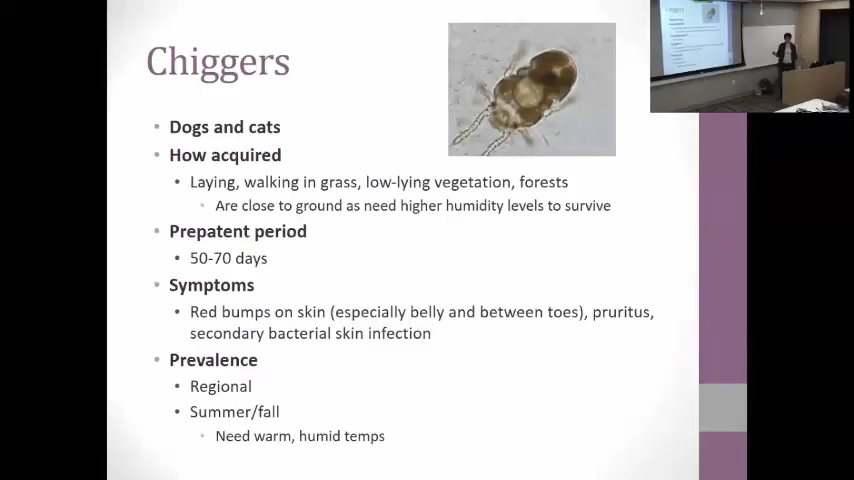 Chiggers
• Dogs and cats
• How acquired
• Laying, walking in grass, low-lying vegetation, forests
• Are close to ground as need higher humidity levels to survive
• Prepatent period
• 50-70 days
• Symptoms
• Red bumps on skin (especially belly and between toes), pruritus,
secondary bacterial skin infection
• Prevalence
• Regional
• Summer/fall
• Need warm, humid temps